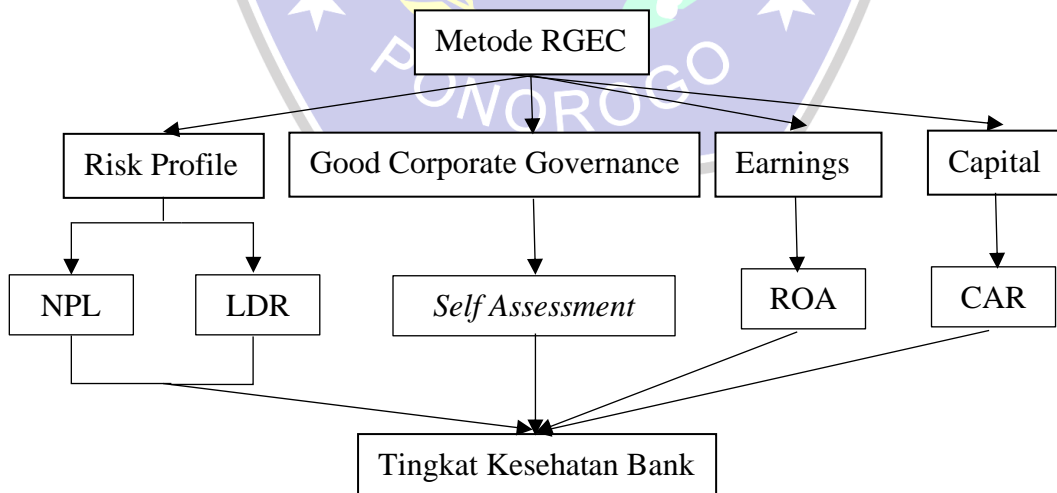 Metode RGEC
PONOROGO
Risk Profile
Good Corporate Governance
Earnings
Capital
NPL
LDR
Self Assessment
ROA
CAR
Tingkat Kesehatan Bank